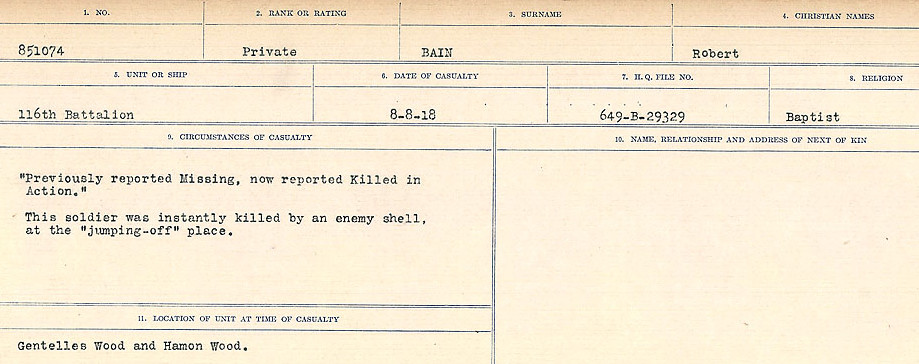 1. NO.
2. RANK OR RATING
3. SURNAME
4. CHRISTIAN NAMES
851074
Private
BAIN
Robert
5. UNIT OR SHIP
6. DATE OF CASUALTY
7. H.Q. FILE NO.
8. RELIGION
116th Battalion
8-8-18
649-B-29329
Baptist
9. CIRCUMSTANCES OF CASUALTY
"Previously reported Missing, now reported Killed in
Action."
This soldier was instantly killed by an enemy shell,
at the "jumping-off" place.
10. NAME, RELATIONSHIP AND ADDRESS OF NEXT OF KIN
11. LOCATION OF UNIT AT TIME OF CASUALTY
Gentelles Wood and Hamon Wood.